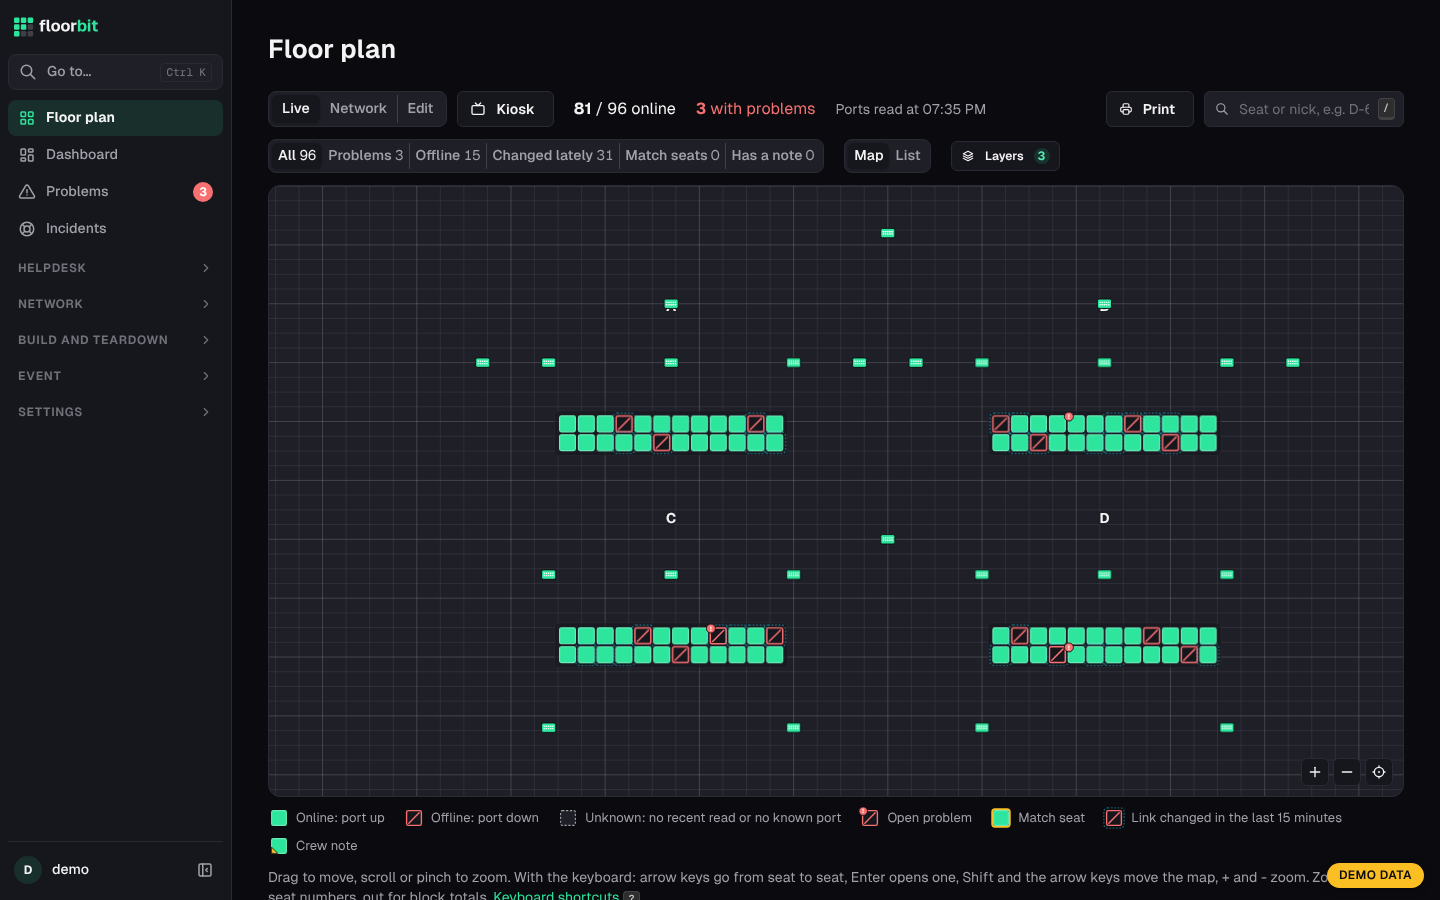 floorbit
Go to...
Ctrl K
Floor plan
Dashboard
Problems
3
Incidents
HELPDESK
NETWORK
BUILD AND TEARDOWN
EVENT
SETTINGS
D
demo
Floor plan
Live
Network
Edit
Kiosk
81 / 96 online
3 with problems
Ports read at 07:35 PM
Print
Seat or nick, e.g. D-
/
All 96
Problems 3
Offline 15
Changed lately 31
Match seats 0
Has a note 0
Map
List
Layers
3
C
D
Online: port up
Offline: port down
Unknown: no recent read or no known port
Open problem
Match seat
Link changed in the last 15 minutes
Crew note
Drag to move, scroll or pinch to zoom. With the keyboard: arrow keys go from seat to seat, Enter opens one, Shift and the arrow keys move the map, + and - zoom.
DEMO DATA
seat numbers, out for block totals. Keyboard shortcuts ?